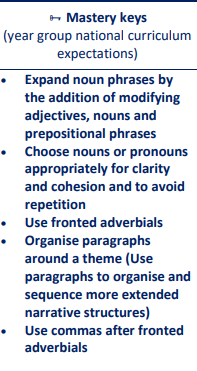 Mastery keys
(year group national curriculum
expectations)
• Expand noun phrases by
the addition of modifying
adjectives, nouns and
prepositional phrases
• Choose nouns or pronouns
appropriately for clarity
and cohesion and to avoid
repetition
• Use fronted adverbials
• Organise paragraphs
around a theme (Use
paragraphs to organise and
sequence more extended
narrative structures)
• Use commas after fronted
adverbials